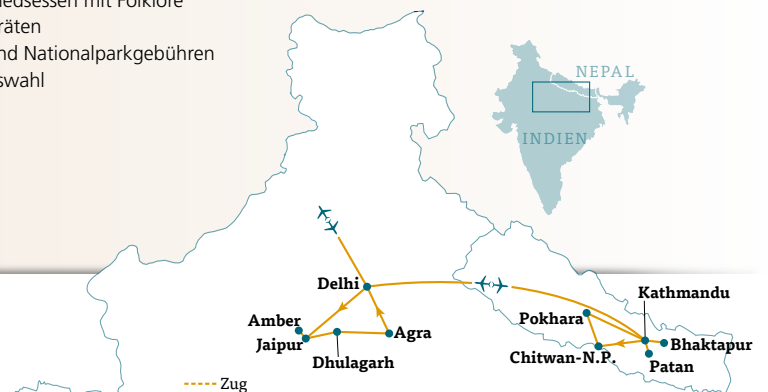 edsessen mit Folklore
räten
nd Nationalparkgebühren
swahl
NEPAL
INDIEN
Delhi
Kathmandu
Pokhara
Amber
Agra
Bhaktapur
Jaipur
Chitwan-N.P.
Dhulagarh
Patan
Zug